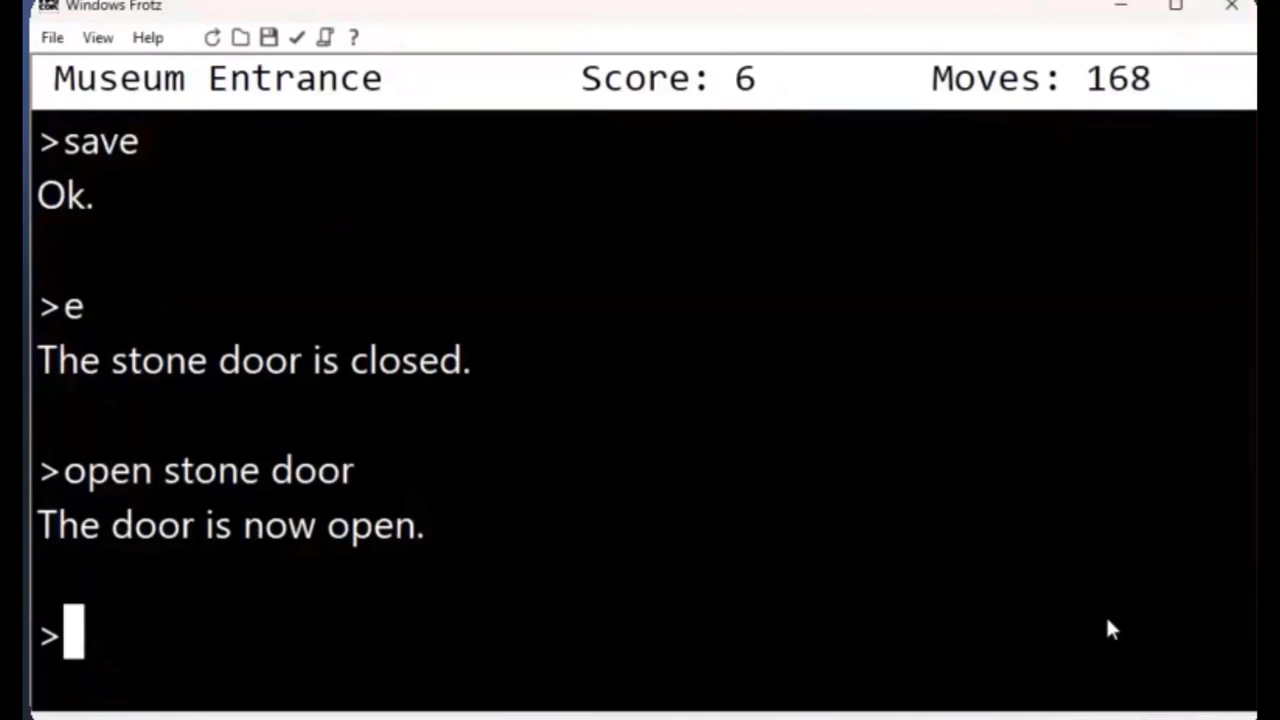 Windows Frotz
File View Help
Museum Entrance Score: 6 Moves: 168
>save
Ok.
>e
The stone door is closed.
>open stone door
The door is now open.
>